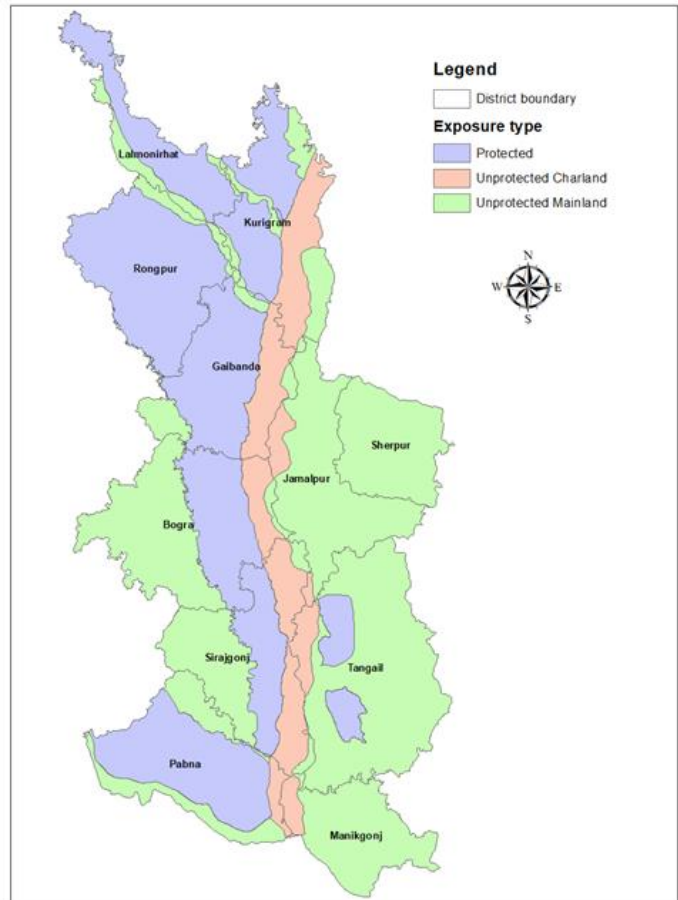 Legend
District boundary
Exposure type
Protected
Unprotected Charland
Unprotected Mainland
N
W E
S
Lalmonirhat
Kurigram
Rongpur
Gaibanda
Sherpur
Jamalpur
Bogra
Sirajgonj
Tangail
Pabna
Manikgonj